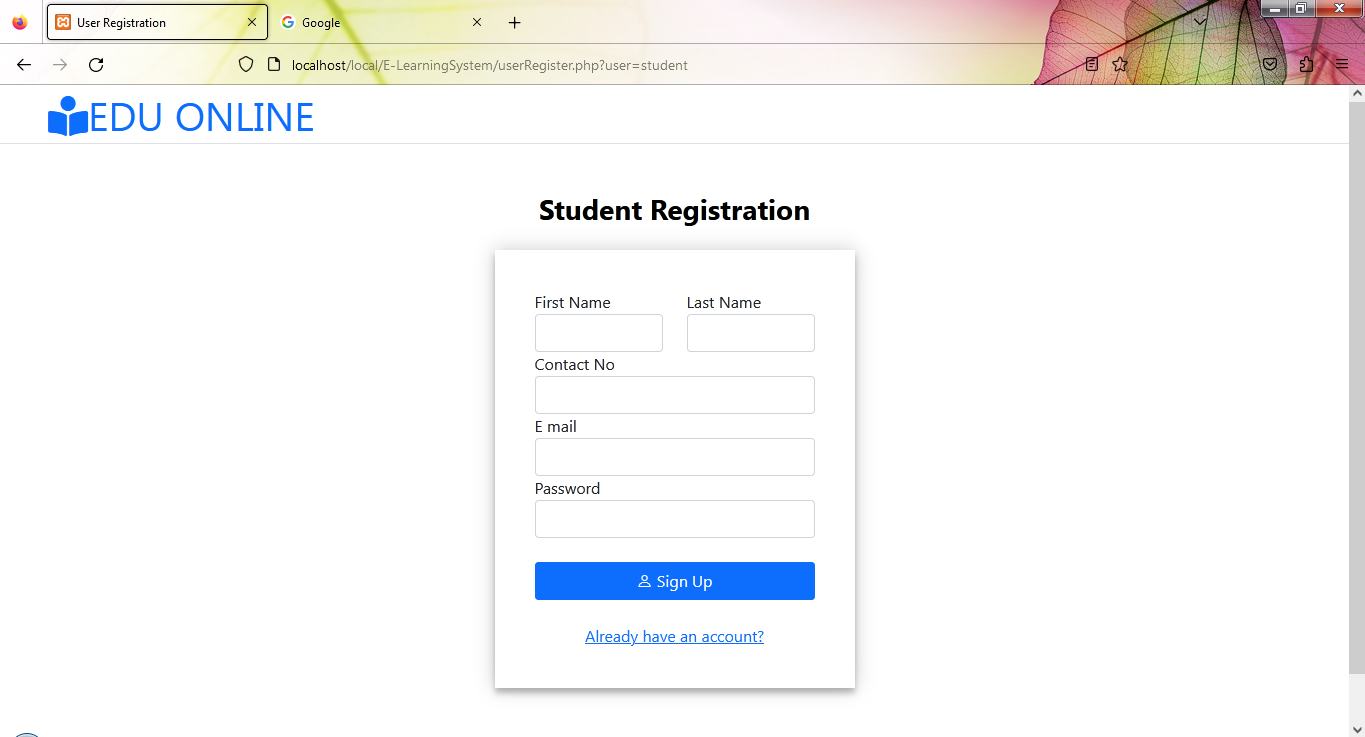 User Registration
Google
localhost/local/E-LearningSystem/userRegister.php?user=student
EDU ONLINE
Student Registration
First Name Last Name
Contact No
E mail
Password
Sign Up
Already have an account?